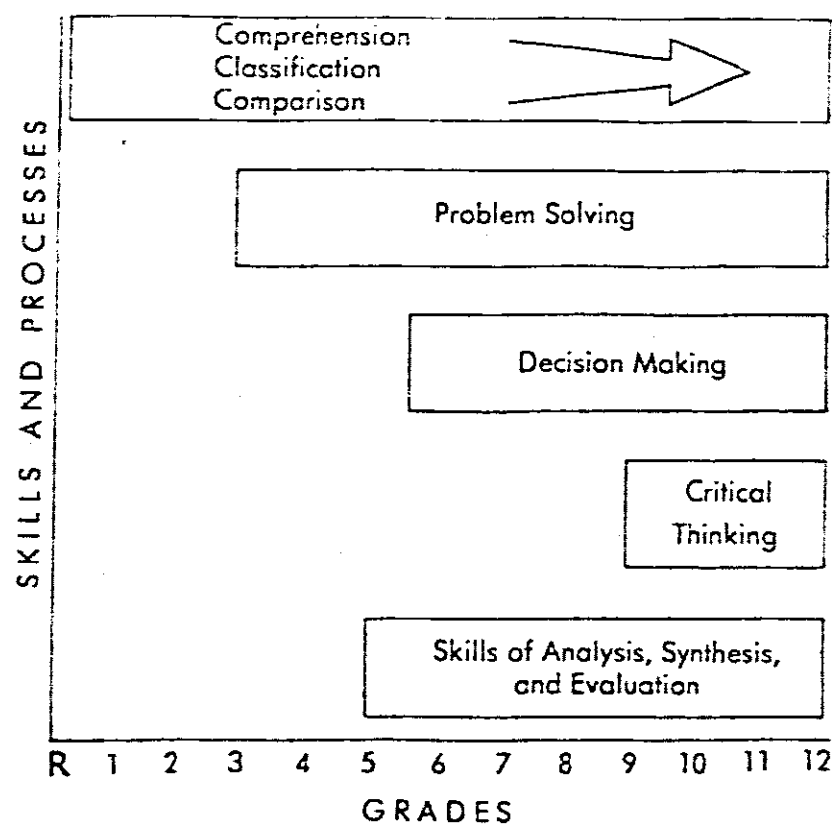 Comprehension
Classification
Comparison
Problem Solving
Decision Making
Critical
Thinking
Skills of Analysis, Synthesis,
and Evaluation
SKILLS AND PROCESSES
R 1 2 3 4 5 6 7 8 9 10 11 12
GRADES